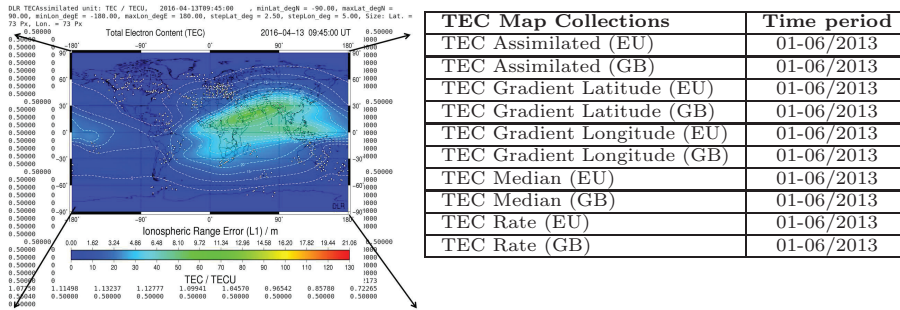 DLR TECAssimilated unit: TEC / TECU, 2016-04-13T09:45:00 , minLat_degN = -90.00, maxLat_degN =
90.00, minLon_degE = -180.00, maxLon_degE = 180.00, stepLat_deg = 2.50, stepLon_deg = 5.00, Size: Lat. =
73 Px, Lon. = 73 Px
Total Electron Content (TEC) 2016-04-13 09:45:00 UT
-180° -90° 0° 90° 180°
90°
60°
30°
0°
-30°
-60°
-90°
DLR
-180° -90° 0° 90° 180°
Ionospheric Range Error (L1) / m
0.00 1.62 3.24 4.86 6.48 8.10 9.72 11.34 12.96 14.58 16.20 17.82 19.44 21.06
0 10 20 30 40 50 60 70 80 90 100 110 120 130
TEC / TECU
1.11498 1.13237 1.12777 1.09941 1.04570 0.96542 0.85780 0.72265
0.50000 0.50000 0.50000 0.50000 0.50000 0.50000 0.50000 0.50000
0.50000
TEC Map Collections Time period
TEC Assimilated (EU) 01-06/2013
TEC Assimilated (GB) 01-06/2013
TEC Gradient Latitude (EU) 01-06/2013
TEC Gradient Latitude (GB) 01-06/2013
TEC Gradient Longitude (EU) 01-06/2013
TEC Gradient Longitude (GB) 01-06/2013
TEC Median (EU) 01-06/2013
TEC Median (GB) 01-06/2013
TEC Rate (EU) 01-06/2013
TEC Rate (GB) 01-06/2013